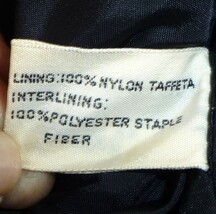 LINING:100%NYLON TAFFETA
INTERLINING:
100%POLYESTER STAPLE
FIBER